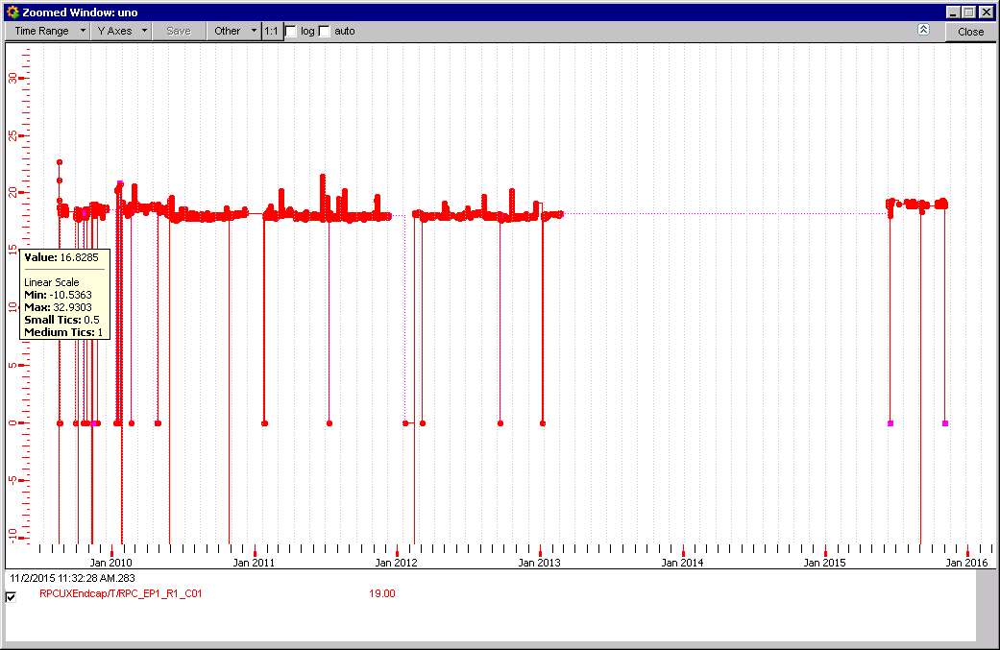 Zoomed Window: uno
Time Range Y Axes Save Other 1:1 log auto Close
30
25
20
15
10
5
0
-5
-10
Value: 16.8285
Linear Scale
Min: -10.5363
Max: 32.9303
Small Tics: 0.5
Medium Tics: 1
Jan 2010 Jan 2011 Jan 2012 Jan 2013 Jan 2014 Jan 2015 Jan 2016
11/2/2015 11:32:28 AM.283
RPCUXEndcap/T/RPC_EP1_R1_C01 19.00